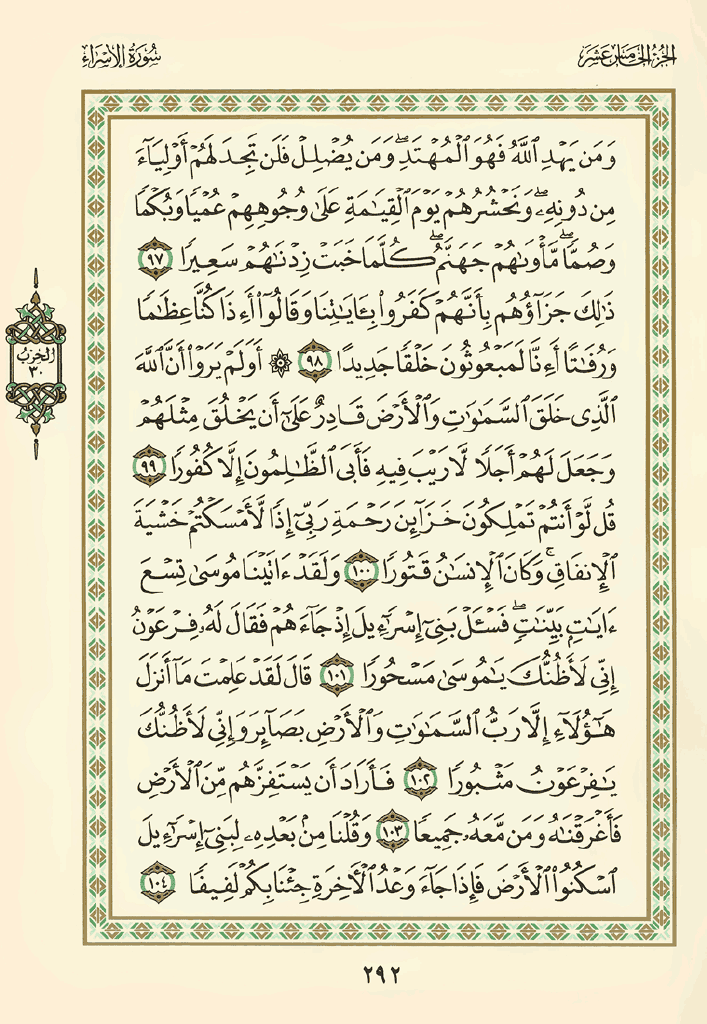 الجزء الخامس عشر
سورة الإسراء
وَمَن يَهْدِ ٱللَّهُ فَهُوَ ٱلْمُهْتَدِۖ وَمَن يُضْلِلْ فَلَن تَجِدَ لَهُمْ أَوْلِيَآءَ
مِن دُونِهِۦۖ وَنَحْشُرُهُمْ يَوْمَ ٱلْقِيَٰمَةِ عَلَىٰ وُجُوهِهِمْ عُمْيًا وَبُكْمًا
وَصُمًّاۖ مَّأْوَىٰهُمْ جَهَنَّمُۖ كُلَّمَا خَبَتْ زِدْنَٰهُمْ سَعِيرًا ٩٧
ذَٰلِكَ جَزَآؤُهُم بِأَنَّهُمْ كَفَرُوا۟ بِـَٔايَٰتِنَا وَقَالُوٓا۟ أَءِذَا كُنَّا عِظَٰمًا
وَرُفَٰتًا أَءِنَّا لَمَبْعُوثُونَ خَلْقًا جَدِيدًا ٩٨ ۞ أَوَلَمْ يَرَوْا۟ أَنَّ ٱللَّهَ
ٱلَّذِى خَلَقَ ٱلسَّمَٰوَٰتِ وَٱلْأَرْضَ قَادِرٌ عَلَىٰٓ أَن يَخْلُقَ مِثْلَهُمْ
وَجَعَلَ لَهُمْ أَجَلًا لَّا رَيْبَ فِيهِ فَأَبَى ٱلظَّٰلِمُونَ إِلَّا كُفُورًا ٩٩
الحزب
٣٠
قُل لَّوْ أَنتُمْ تَمْلِكُونَ خَزَآئِنَ رَحْمَةِ رَبِّىٓ إِذًا لَّأَمْسَكْتُمْ خَشْيَةَ
ٱلْإِنفَاقِۚ وَكَانَ ٱلْإِنسَٰنُ قَتُورًا ١٠٠ وَلَقَدْ ءَاتَيْنَا مُوسَىٰ تِسْعَ
ءَايَٰتٍۭ بَيِّنَٰتٍۖ فَسْـَٔلْ بَنِىٓ إِسْرَٰٓءِيلَ إِذْ جَآءَهُمْ فَقَالَ لَهُۥ فِرْعَوْنُ
إِنِّى لَأَظُنُّكَ يَٰمُوسَىٰ مَسْحُورًا ١٠١ قَالَ لَقَدْ عَلِمْتَ مَآ أَنزَلَ
هَٰٓؤُلَآءِ إِلَّا رَبُّ ٱلسَّمَٰوَٰتِ وَٱلْأَرْضِ بَصَآئِرَ وَإِنِّى لَأَظُنُّكَ
يَٰفِرْعَوْنُ مَثْبُورًا ١٠٢ فَأَرَادَ أَن يَسْتَفِزَّهُم مِّنَ ٱلْأَرْضِ
فَأَغْرَقْنَٰهُ وَمَن مَّعَهُۥ جَمِيعًا ١٠٣ وَقُلْنَا مِنۢ بَعْدِهِۦ لِبَنِىٓ إِسْرَٰٓءِيلَ
ٱسْكُنُوا۟ ٱلْأَرْضَ فَإِذَا جَآءَ وَعْدُ ٱلْءَاخِرَةِ جِئْنَا بِكُمْ لَفِيفًا ١٠٤
٢٩٢